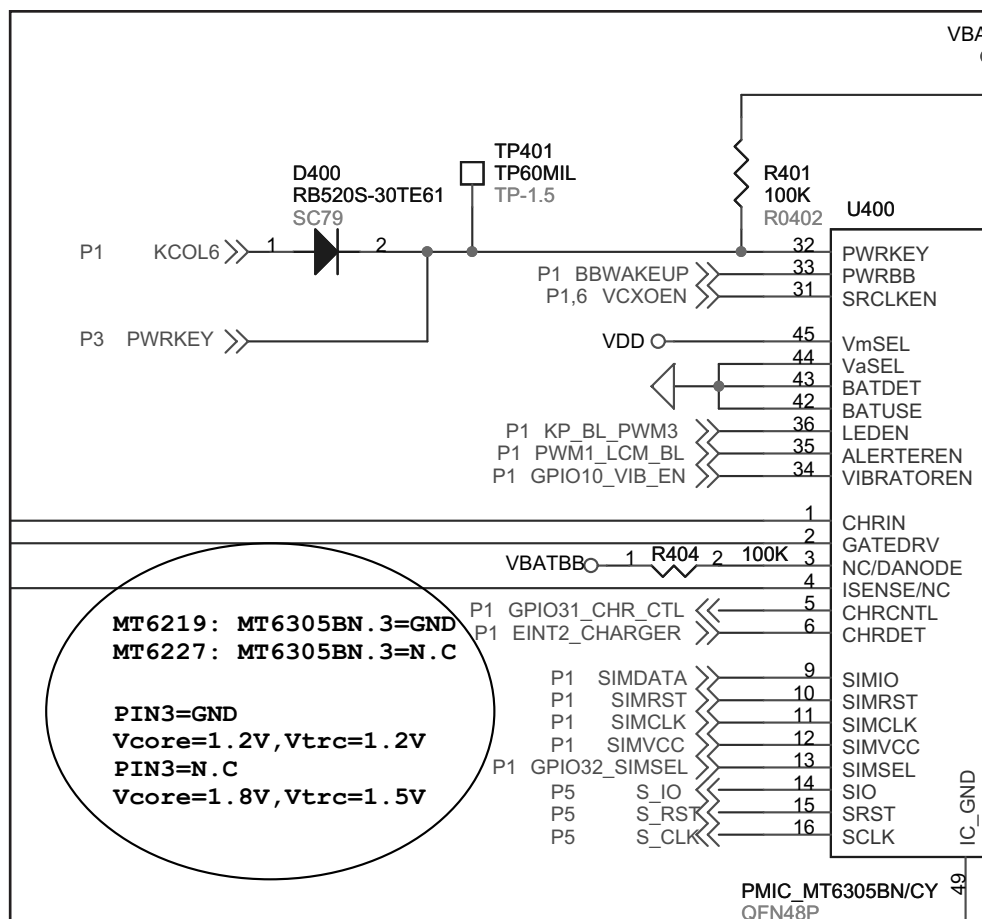 VBA
D400
RB520S-30TE61
SC79
TP401
TP60MIL
TP-1.5
R401
100K
R0402
U400
P1 KCOL6 1 2 32 PWRKEY
P1 BBWAKEUP 33 PWRBB
P1,6 VCXOEN 31 SRCLKEN
P3 PWRKEY
VDD 45 VmSEL
44 VaSEL
43 BATDET
42 BATUSE
P1 KP_BL_PWM3 36 LEDEN
P1 PWM1_LCM_BL 35 ALERTEREN
P1 GPIO10_VIB_EN 34 VIBRATOREN
1 CHRIN
2 GATEDRV
VBATBB 1 R404 2 100K 3 NC/DANODE
4 ISENSE/NC
P1 GPIO31_CHR_CTL 5 CHRCNTL
P1 EINT2_CHARGER 6 CHRDET
MT6219: MT6305BN.3=GND
MT6227: MT6305BN.3=N.C
PIN3=GND
Vcore=1.2V,Vtrc=1.2V
PIN3=N.C
Vcore=1.8V,Vtrc=1.5V
P1 SIMDATA 9 SIMIO
P1 SIMRST 10 SIMRST
P1 SIMCLK 11 SIMCLK
P1 SIMVCC 12 SIMVCC
P1 GPIO32_SIMSEL 13 SIMSEL
P5 S_IO 14 SIO
P5 S_RST 15 SRST
P5 S_CLK 16 SCLK
IC_GND
49
PMIC_MT6305BN/CY
QFN48P